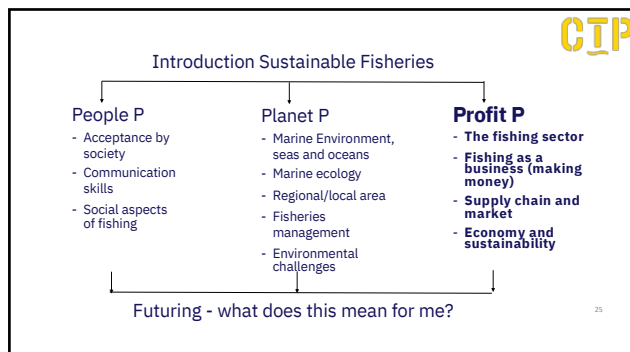 CTP
Introduction Sustainable Fisheries
People P
- Acceptance by
society
- Communication
skills
- Social aspects
of fishing
Planet P
- Marine Environment,
seas and oceans
- Marine ecology
- Regional/local area
- Fisheries
management
- Environmental
challenges
Profit P
- The fishing sector
- Fishing as a
business (making
money)
- Supply chain and
market
- Economy and
sustainability
Futuring - what does this mean for me?
25